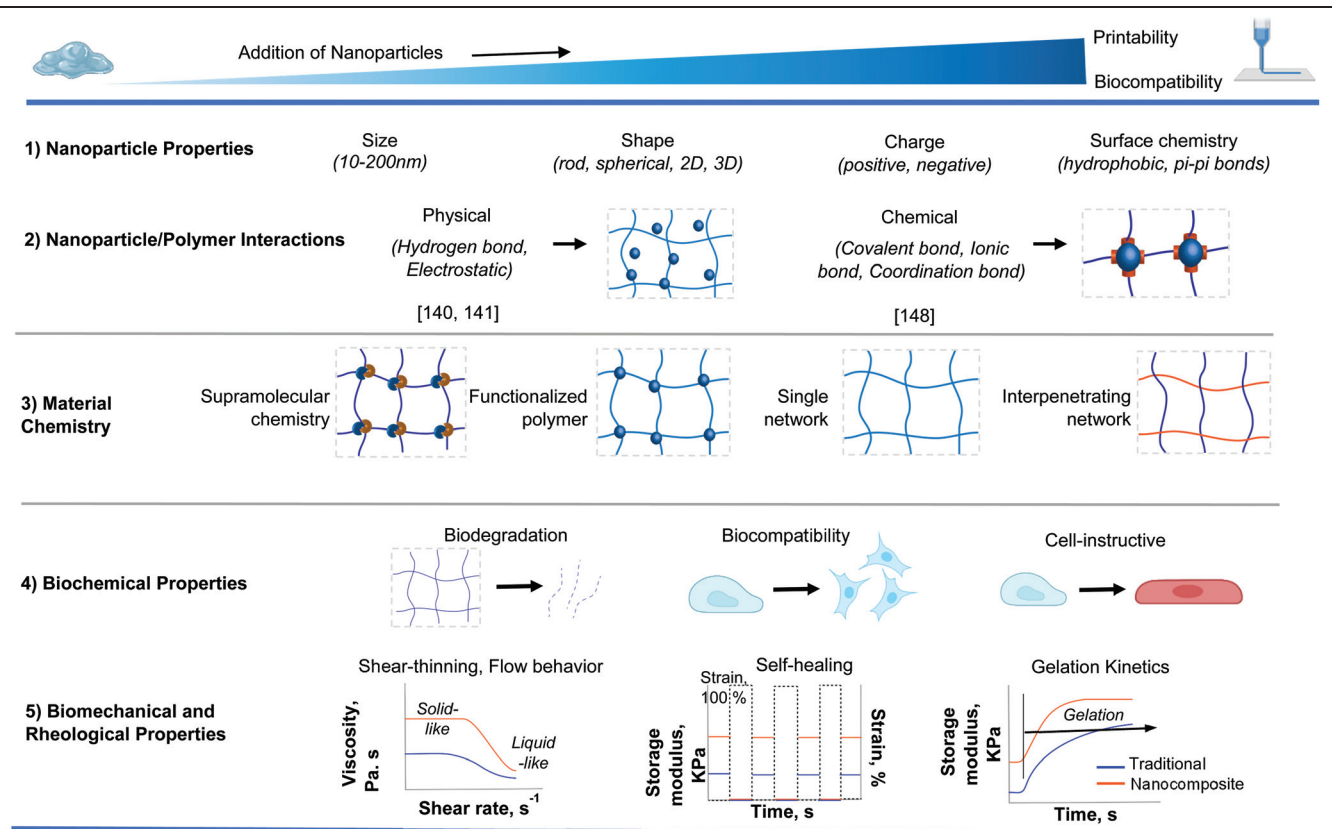 Addition of Nanoparticles
Printability
Biocompatibility
1) Nanoparticle Properties
Size
(10-200nm)
Shape
(rod, spherical, 2D, 3D)
Charge
(positive, negative)
Surface chemistry
(hydrophobic, pi-pi bonds)
2) Nanoparticle/Polymer Interactions
Physical
(Hydrogen bond,
Electrostatic)
[140, 141]
Chemical
(Covalent bond, Ionic
bond, Coordination bond)
[148]
3) Material
Chemistry
Supramolecular
chemistry
Functionalized
polymer
Single
network
Interpenetrating
network
4) Biochemical Properties
Biodegradation
Biocompatibility
Cell-instructive
5) Biomechanical and
Rheological Properties
Shear-thinning, Flow behavior
Viscosity,
Pa. s
Solid-
like
Liquid
-like
Shear rate, s-1
Self-healing
Strain,
100 %
Storage
modulus,
KPa
Strain, %
Time, s
Gelation Kinetics
Storage
modulus,
KPa
Gelation
Traditional
Nanocomposite
Time, s